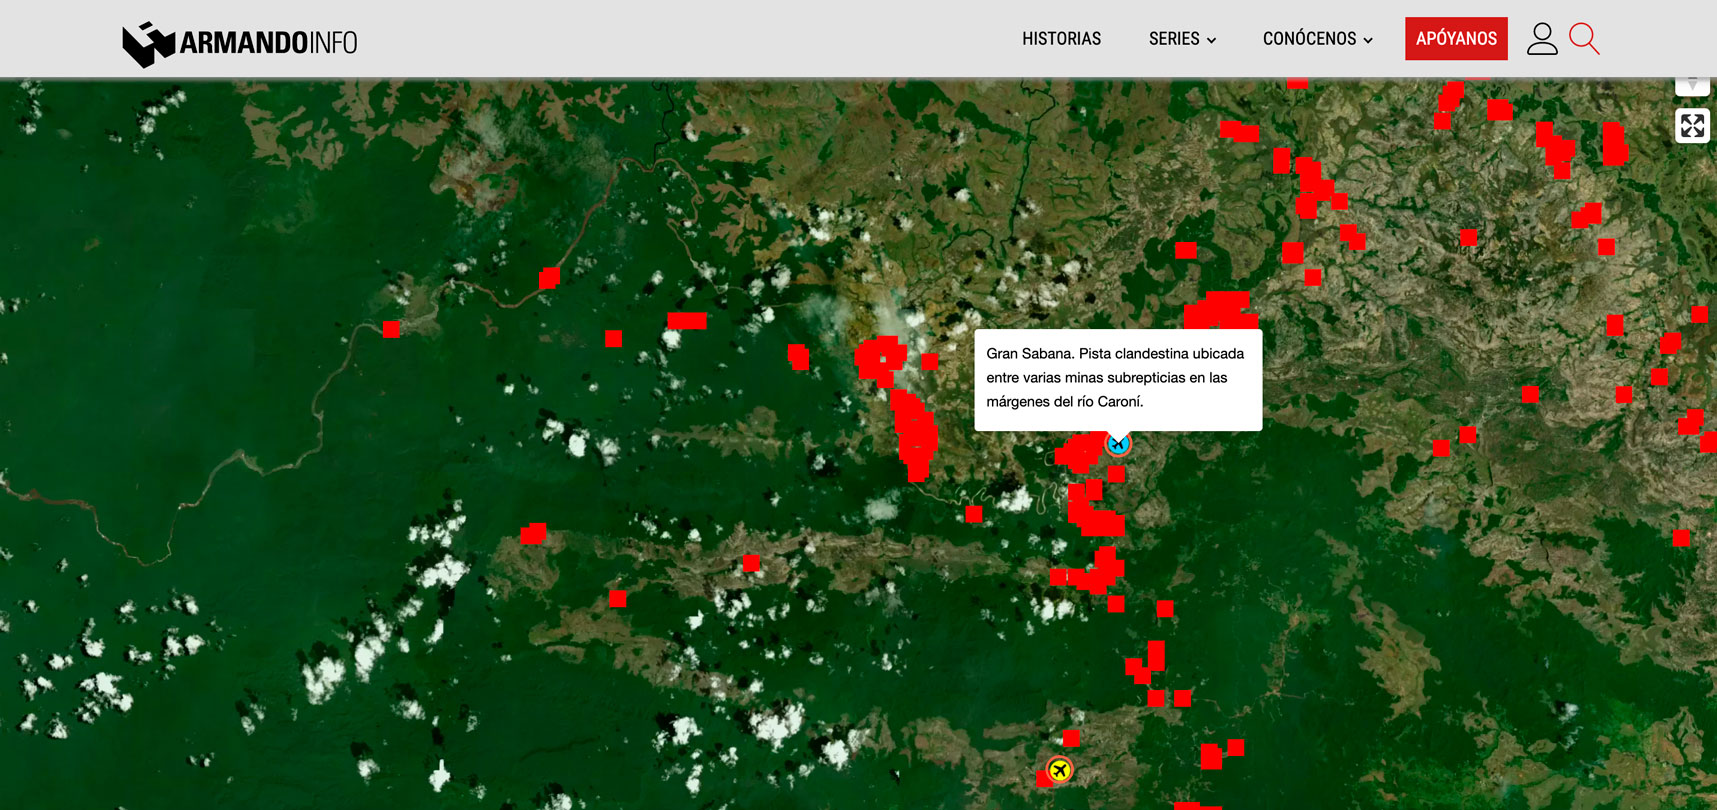 ARMANDOINFO
HISTORIAS
SERIES
CONÓCENOS
APÓYANOS
Gran Sabana. Pista clandestina ubicada
entre varias minas subrepticias en las
márgenes del río Caroní.